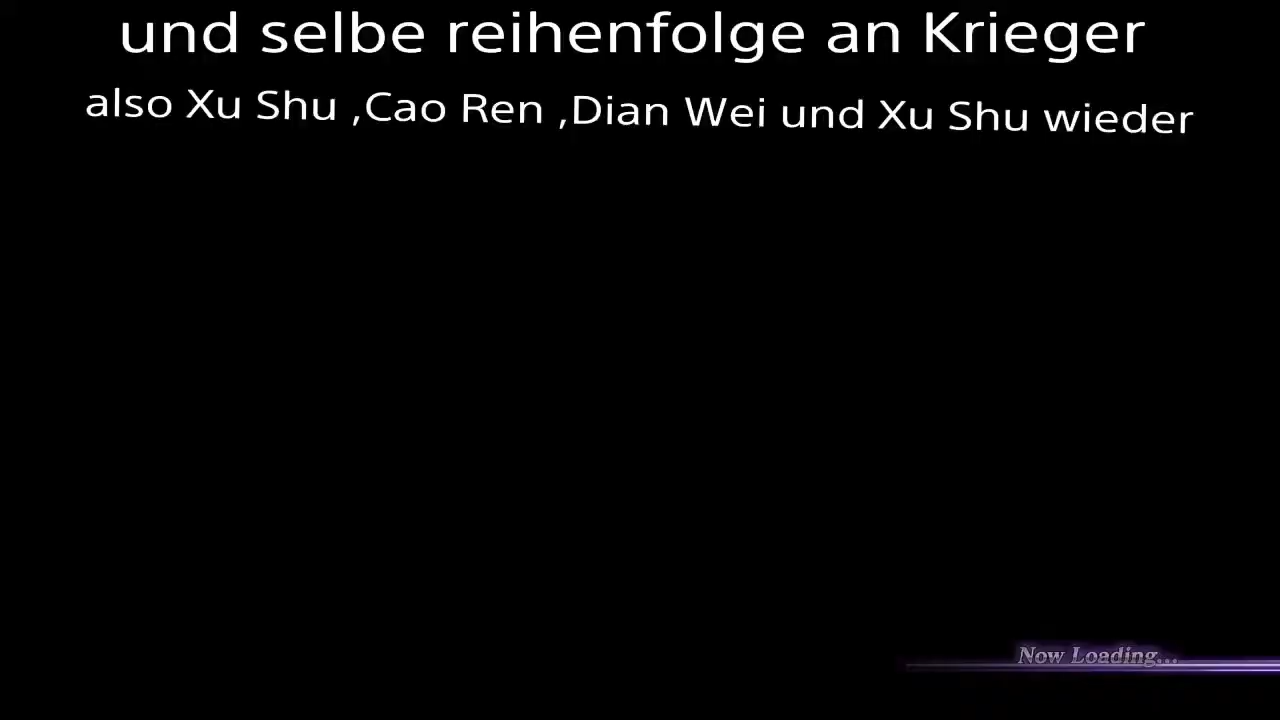 und selbe reihenfolge an Krieger
also Xu Shu ,Cao Ren ,Dian Wei und Xu Shu wieder
Now Loading...